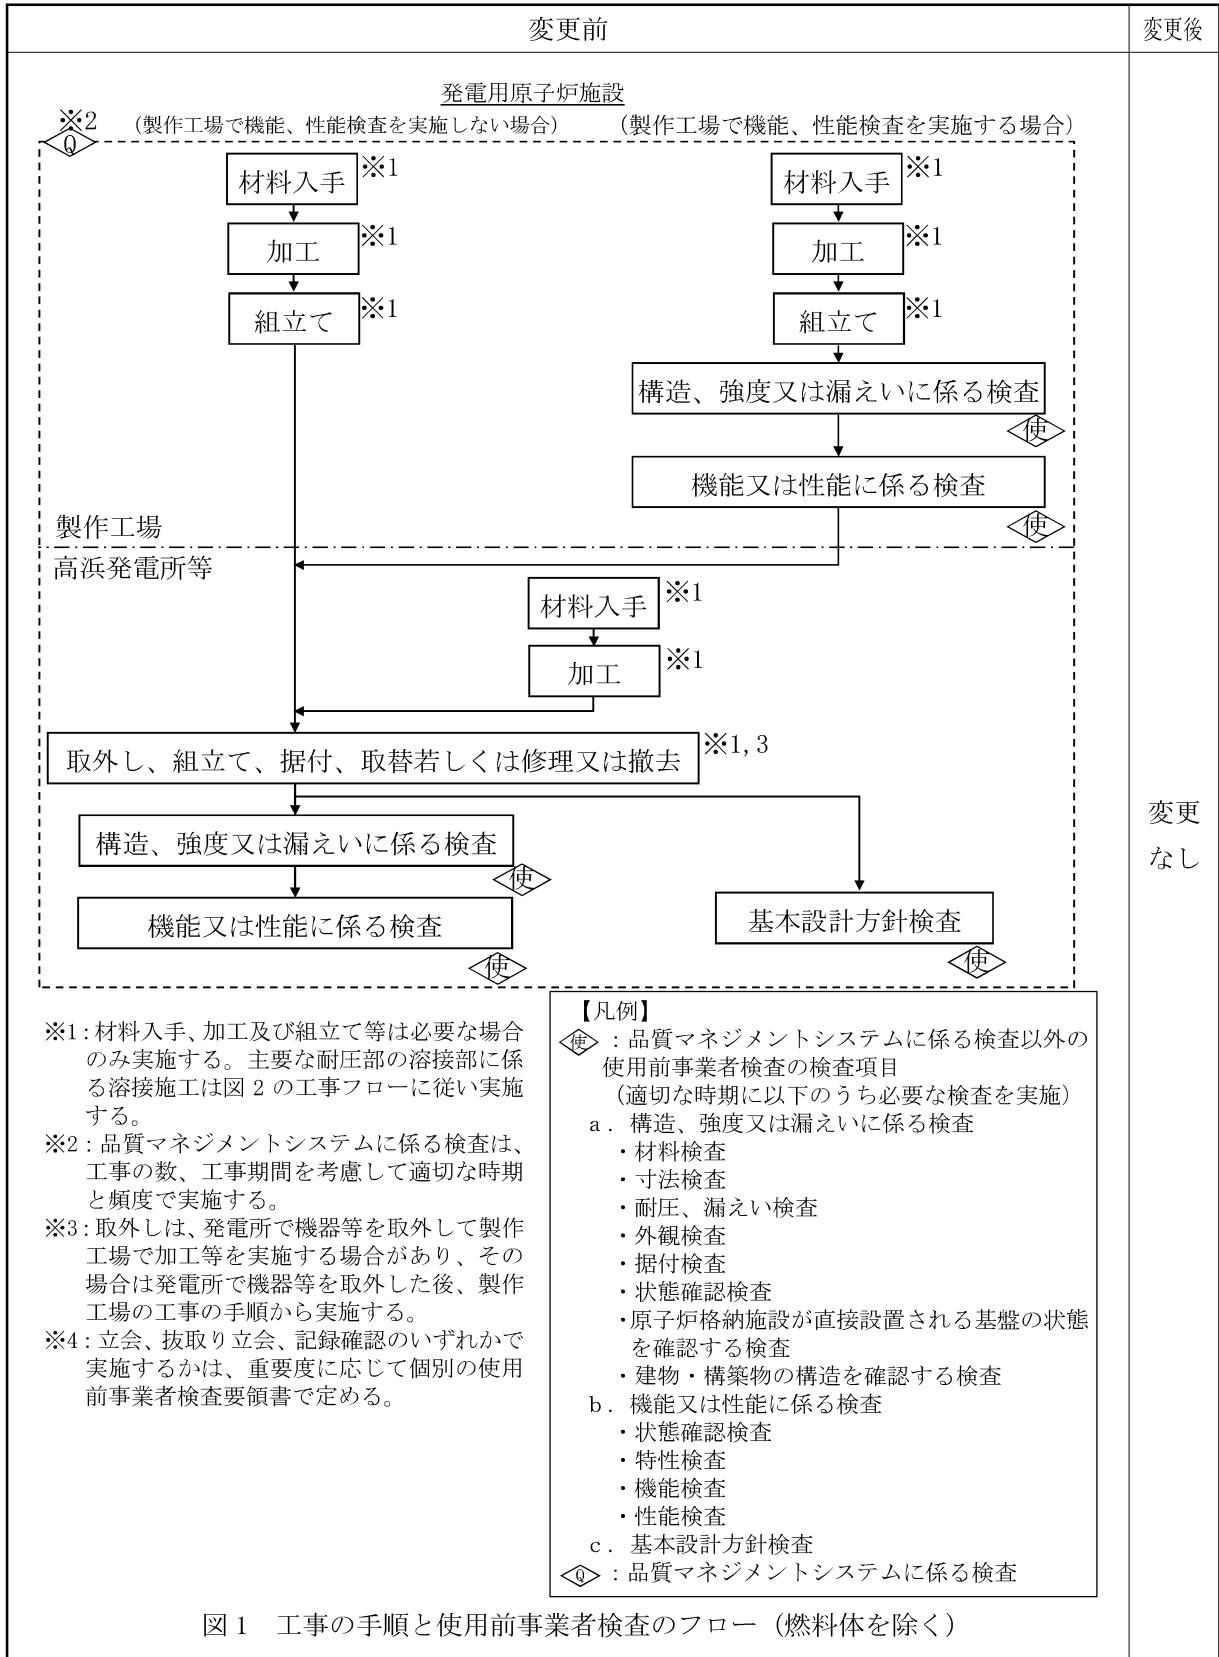 変更前
変更後
発電用原子炉施設
※2
(製作工場で機能、性能検査を実施しない場合)
(製作工場で機能、性能検査を実施する場合)
Q
材料入手
※1
材料入手
※1
加工
※1
加工
※1
組立て
※1
組立て
※1
構造、強度又は漏えいに係る検査
使
機能又は性能に係る検査
使
製作工場
高浜発電所等
材料入手
※1
加工
※1
取外し、組立て、据付、取替若しくは修理又は撤去
※1, 3
構造、強度又は漏えいに係る検査
使
機能又は性能に係る検査
使
基本設計方針検査
使
変更
なし
※1：材料入手、加工及び組立て等は必要な場合
のみ実施する。主要な耐圧部の溶接部に係
る溶接施工は図2の工事フローに従い実施
する。
※2：品質マネジメントシステムに係る検査は、
工事の数、工事期間を考慮して適切な時期
と頻度で実施する。
※3：取外しは、発電所で機器等を取外して製作
工場で加工等を実施する場合があり、その
場合は発電所で機器等を取外した後、製作
工場の工事の手順から実施する。
※4：立会、抜取り立会、記録確認のいずれかで
実施するかは、重要度に応じて個別の使用
前事業者検査要領書で定める。
【凡例】
使：品質マネジメントシステムに係る検査以外の
使用前事業者検査の検査項目
(適切な時期に以下のうち必要な検査を実施)
a．構造、強度又は漏えいに係る検査
・材料検査
・寸法検査
・耐圧、漏えい検査
・外観検査
・据付検査
・状態確認検査
・原子炉格納施設が直接設置される基盤の状態
を確認する検査
・建物・構築物の構造を確認する検査
b．機能又は性能に係る検査
・状態確認検査
・特性検査
・機能検査
・性能検査
c．基本設計方針検査
Q：品質マネジメントシステムに係る検査
図1　工事の手順と使用前事業者検査のフロー（燃料体を除く）